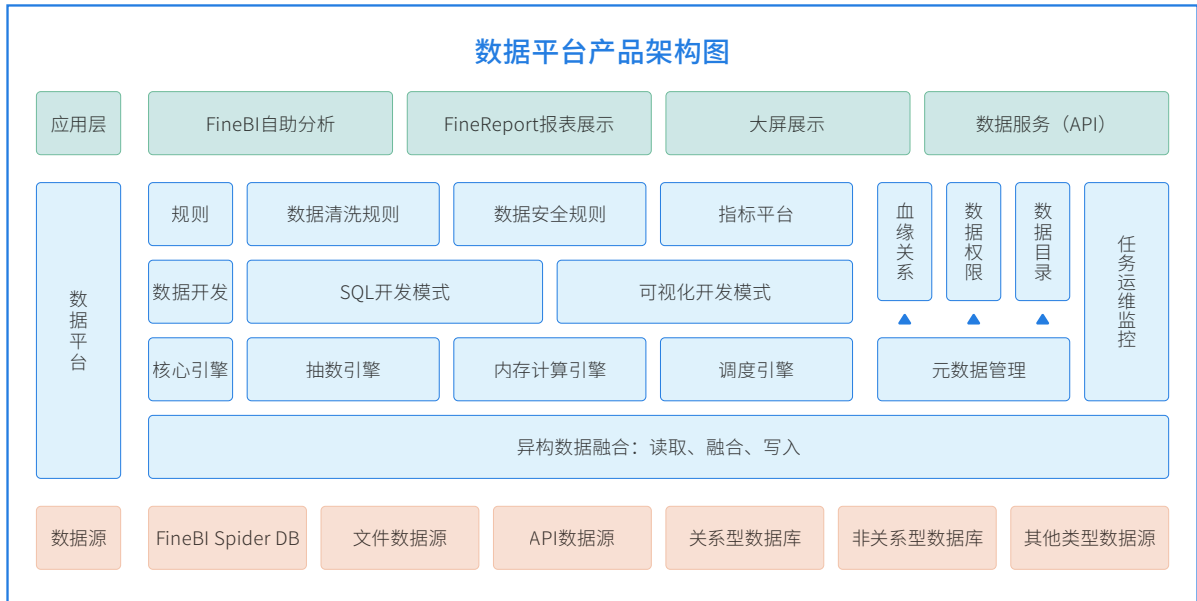 数据平台产品架构图
应用层
FineBI自助分析
FineReport报表展示
大屏展示
数据服务（API）
数据平台
规则
数据清洗规则
数据安全规则
指标平台
血缘关系
数据权限
数据目录
任务运维监控
数据开发
SQL开发模式
可视化开发模式
核心引擎
抽数引擎
内存计算引擎
调度引擎
元数据管理
异构数据融合：读取、融合、写入
数据源
FineBI Spider DB
文件数据源
API数据源
关系型数据库
非关系型数据库
其他类型数据源